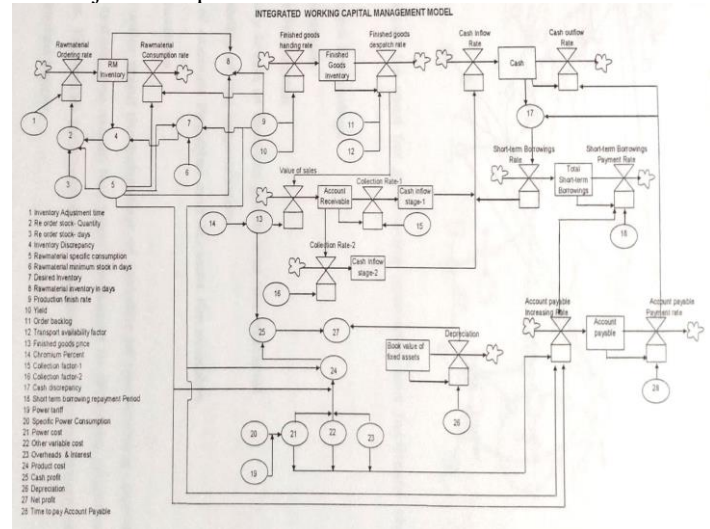 INTEGRATED WORKING CAPITAL MANAGEMENT MODEL
Rawmaterial
Ordering rate
RM
Inventory
Rawmaterial
Consumption rate
8
Finished goods
handing rate
Finished
Goods
Inventory
Finished goods
despatch rate
Cash Inflow
Rate
Cash
Cash outflow
Rate
1
2
4
7
9
10
11
12
17
3
5
6
Short-term Borrowings
Rate
Total
Short-term
Borrowings
Short-term Borrowings
Payment Rate
18
Value of sales
14
13
Account
Receivable
Collection Rate-1
Cash inflow
stage-1
15
Collection Rate-2
Cash inflow
stage-2
16
25
27
24
Book value of
fixed assets
Depreciation
26
Account payable
Increasing Rate
Account
payable
Account payable
Payment rate
28
20
21
22
23
19
1 Inventory Adjustment time
2 Re order stock- Quantity
3 Re order stock- days
4 Inventory Discrepancy
5 Rawmaterial specific consumption
6 Rawmaterial minimum stock in days
7 Desired Inventory
8 Rawmaterial inventory in days
9 Production finish rate
10 Yield
11 Order backlog
12 Transport availability factor
13 Finished goods price
14 Chromium Percent
15 Collection factor-1
16 Collection factor-2
17 Cash discrepancy
18 Short term borrowing repayment Period
19 Power tariff
20 Specific Power Consumption
21 Power cost
22 Other variable cost
23 Overheads & Interest
24 Product cost
25 Cash profit
26 Depreciation
27 Net profit
28 Time to pay Account Payable